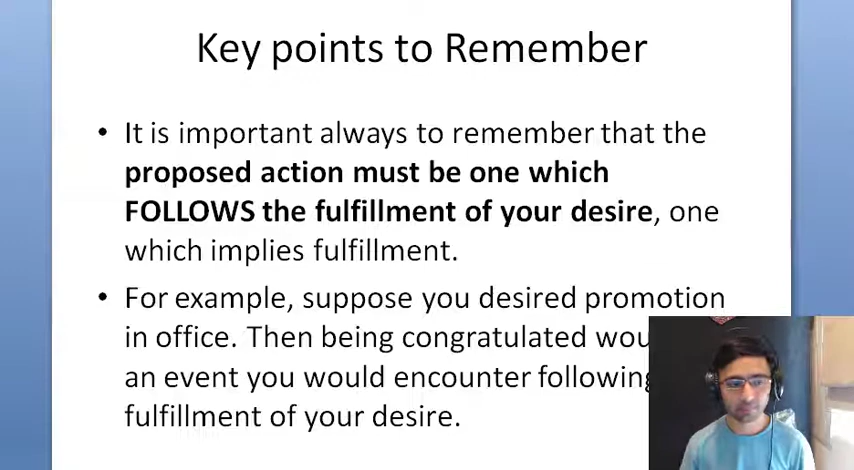 Key points to Remember
• It is important always to remember that the
proposed action must be one which
FOLLOWS the fulfillment of your desire, one
which implies fulfillment.
• For example, suppose you desired promotion
in office. Then being congratulated
an event you would encounter following
fulfillment of your desire.